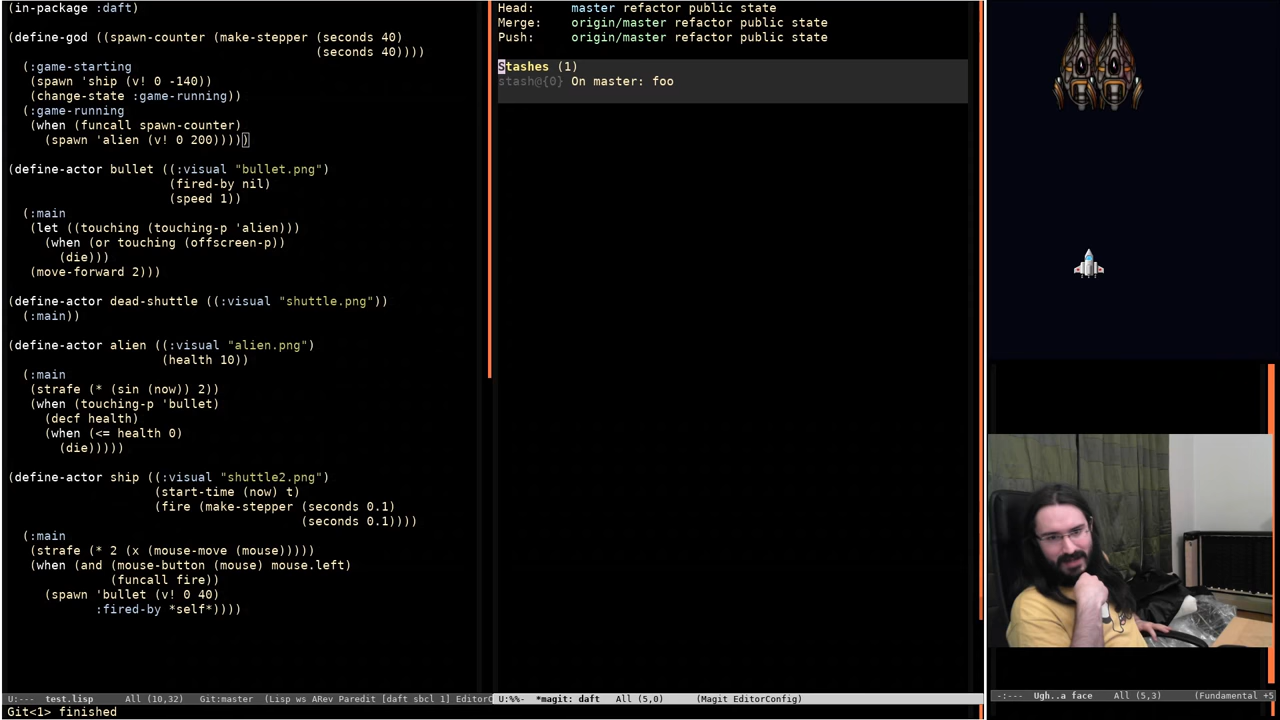 (in-package :daft)
(define-god ((spawn-counter (make-stepper (seconds 40)
(seconds 40))))
(:game-starting
(spawn 'ship (v! 0 -140))
(change-state :game-running))
(:game-running
(when (funcall spawn-counter)
(spawn 'alien (v! 0 200)))))
(define-actor bullet ((:visual "bullet.png")
(fired-by nil)
(speed 1))
(:main
(let ((touching (touching-p 'alien)))
(when (or touching (offscreen-p))
(die)))
(move-forward 2)))
(define-actor dead-shuttle ((:visual "shuttle.png"))
(:main))
(define-actor alien ((:visual "alien.png")
(health 10))
(:main
(strafe (* (sin (now)) 2))
(when (touching-p 'bullet)
(decf health)
(when (<= health 0)
(die)))))
(define-actor ship ((:visual "shuttle2.png")
(start-time (now) t)
(fire (make-stepper (seconds 0.1)
(seconds 0.1))))
(:main
(strafe (* 2 (x (mouse-move (mouse)))))
(when (and (mouse-button (mouse) mouse.left)
(funcall fire))
(spawn 'bullet (v! 0 40)
:fired-by *self*))))
U:--- test.lisp All (10,32) Git:master (Lisp ws ARev Paredit [daft sbcl 1] EditorC
Git<1> finished
Head: master refactor public state
Merge: origin/master refactor public state
Push: origin/master refactor public state
Stashes (1)
stash@{0} On master: foo
U:%%- *magit: daft All (5,0) (Magit EditorConfig)
-:--- Ugh..a face All (5,3) (Fundamental +5